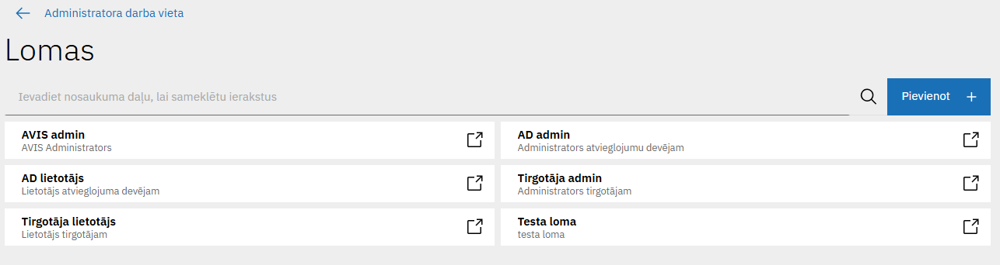 Administratora darba vieta
Lomas
Ievadiet nosaukuma daļu, lai sameklētu ierakstus
Pievienot
AVIS admin
AVIS Administrators
AD admin
Administrators atvieglojumu devējam
AD lietotājs
Lietotājs atvieglojuma devējam
Tirgotāja admin
Administrators tirgotājam
Tirgotāja lietotājs
Lietotājs tirgotājam
Testa loma
testa loma